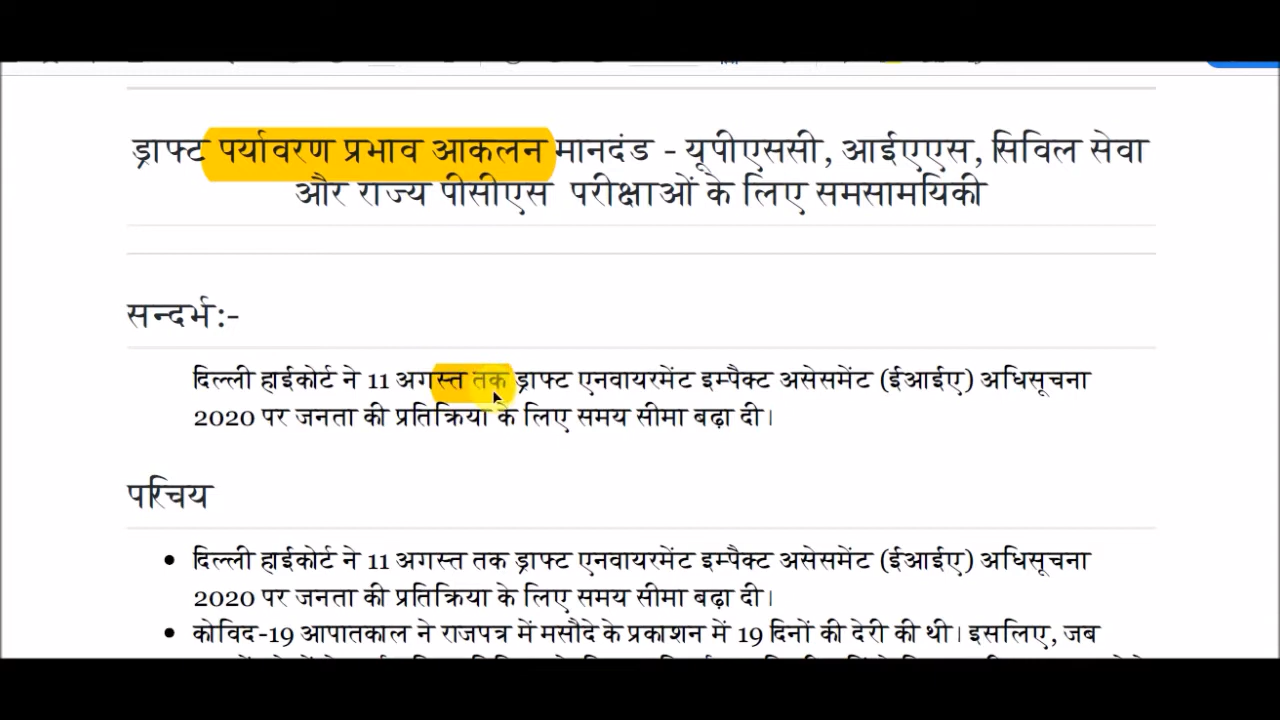 ड्राफ्ट पर्यावरण प्रभाव आकलन मानदंड - यूपीएससी, आईएएस, सिविल सेवा
और राज्य पीसीएस परीक्षाओं के लिए समसामयिकी
सन्दर्भ:-
दिल्ली हाईकोर्ट ने 11 अगस्त तक ड्राफ्ट एनवायरमेंट इम्पैक्ट असेसमेंट (ईआईए) अधिसूचना
2020 पर जनता की प्रतिक्रिया के लिए समय सीमा बढ़ा दी।
परिचय
• दिल्ली हाईकोर्ट ने 11 अगस्त तक ड्राफ्ट एनवायरमेंट इम्पैक्ट असेसमेंट (ईआईए) अधिसूचना
2020 पर जनता की प्रतिक्रिया के लिए समय सीमा बढ़ा दी।
• कोविद-19 आपातकाल ने राजपत्र में मसौदे के प्रकाशन में 19 दिनों की देरी की थी। इसलिए, जब